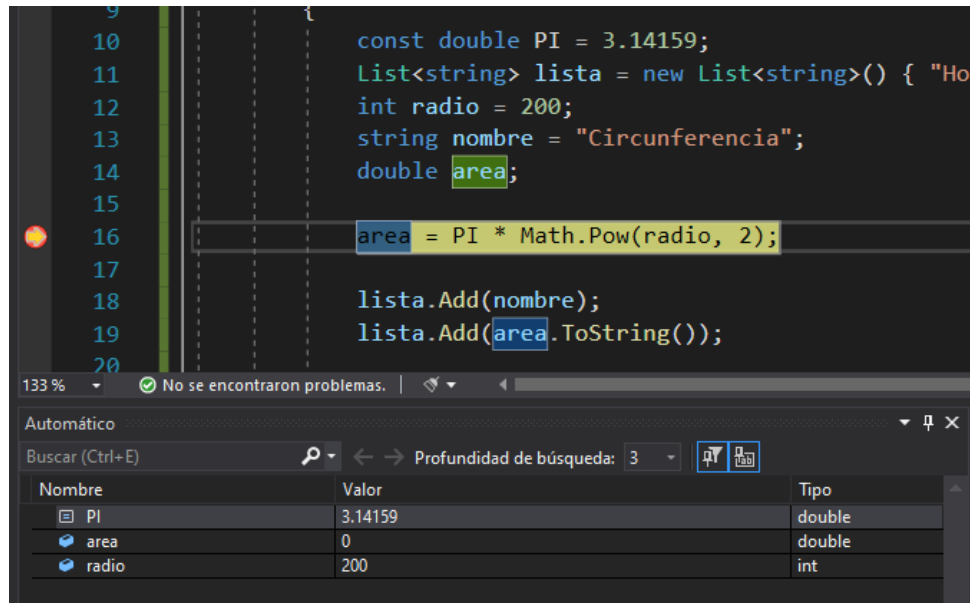 9 {
10 const double PI = 3.14159;
11 List<string> lista = new List<string>() { "Ho
12 int radio = 200;
13 string nombre = "Circunferencia";
14 double area;
15
16 area = PI * Math.Pow(radio, 2);
17
18 lista.Add(nombre);
19 lista.Add(area.ToString());
20
133 % No se encontraron problemas.
Automático
Buscar (Ctrl+E) Profundidad de búsqueda: 3
Nombre Valor Tipo
PI 3.14159 double
area 0 double
radio 200 int